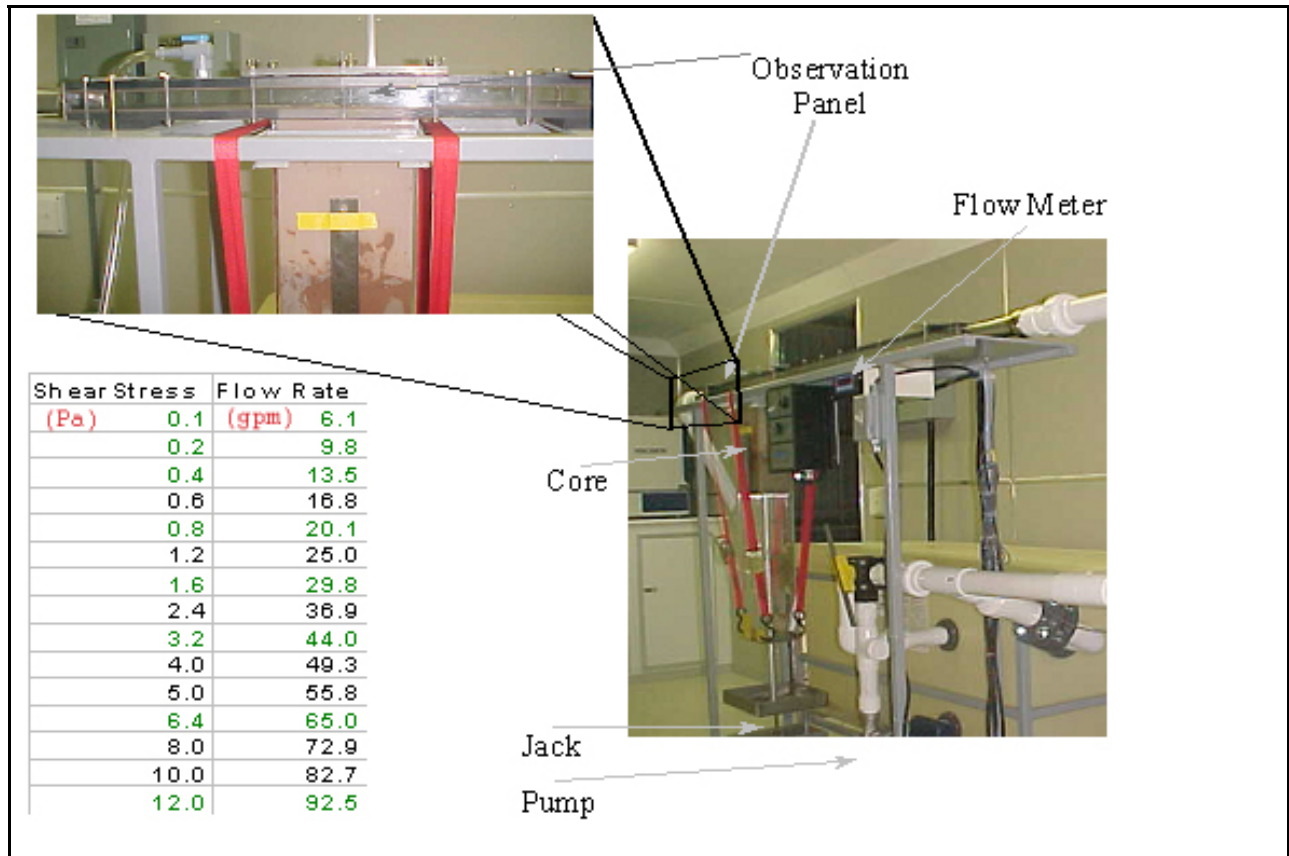 Observation
Panel
Flow Meter
Shear Stress Flow Rate
(Pa) 0.1 (gpm) 6.1
0.2 9.8
0.4 13.5
0.6 16.8
0.8 20.1
1.2 25.0
1.6 29.8
2.4 36.9
3.2 44.0
4.0 49.3
5.0 55.8
6.4 65.0
8.0 72.9
10.0 82.7
12.0 92.5
Core
Jack
Pump